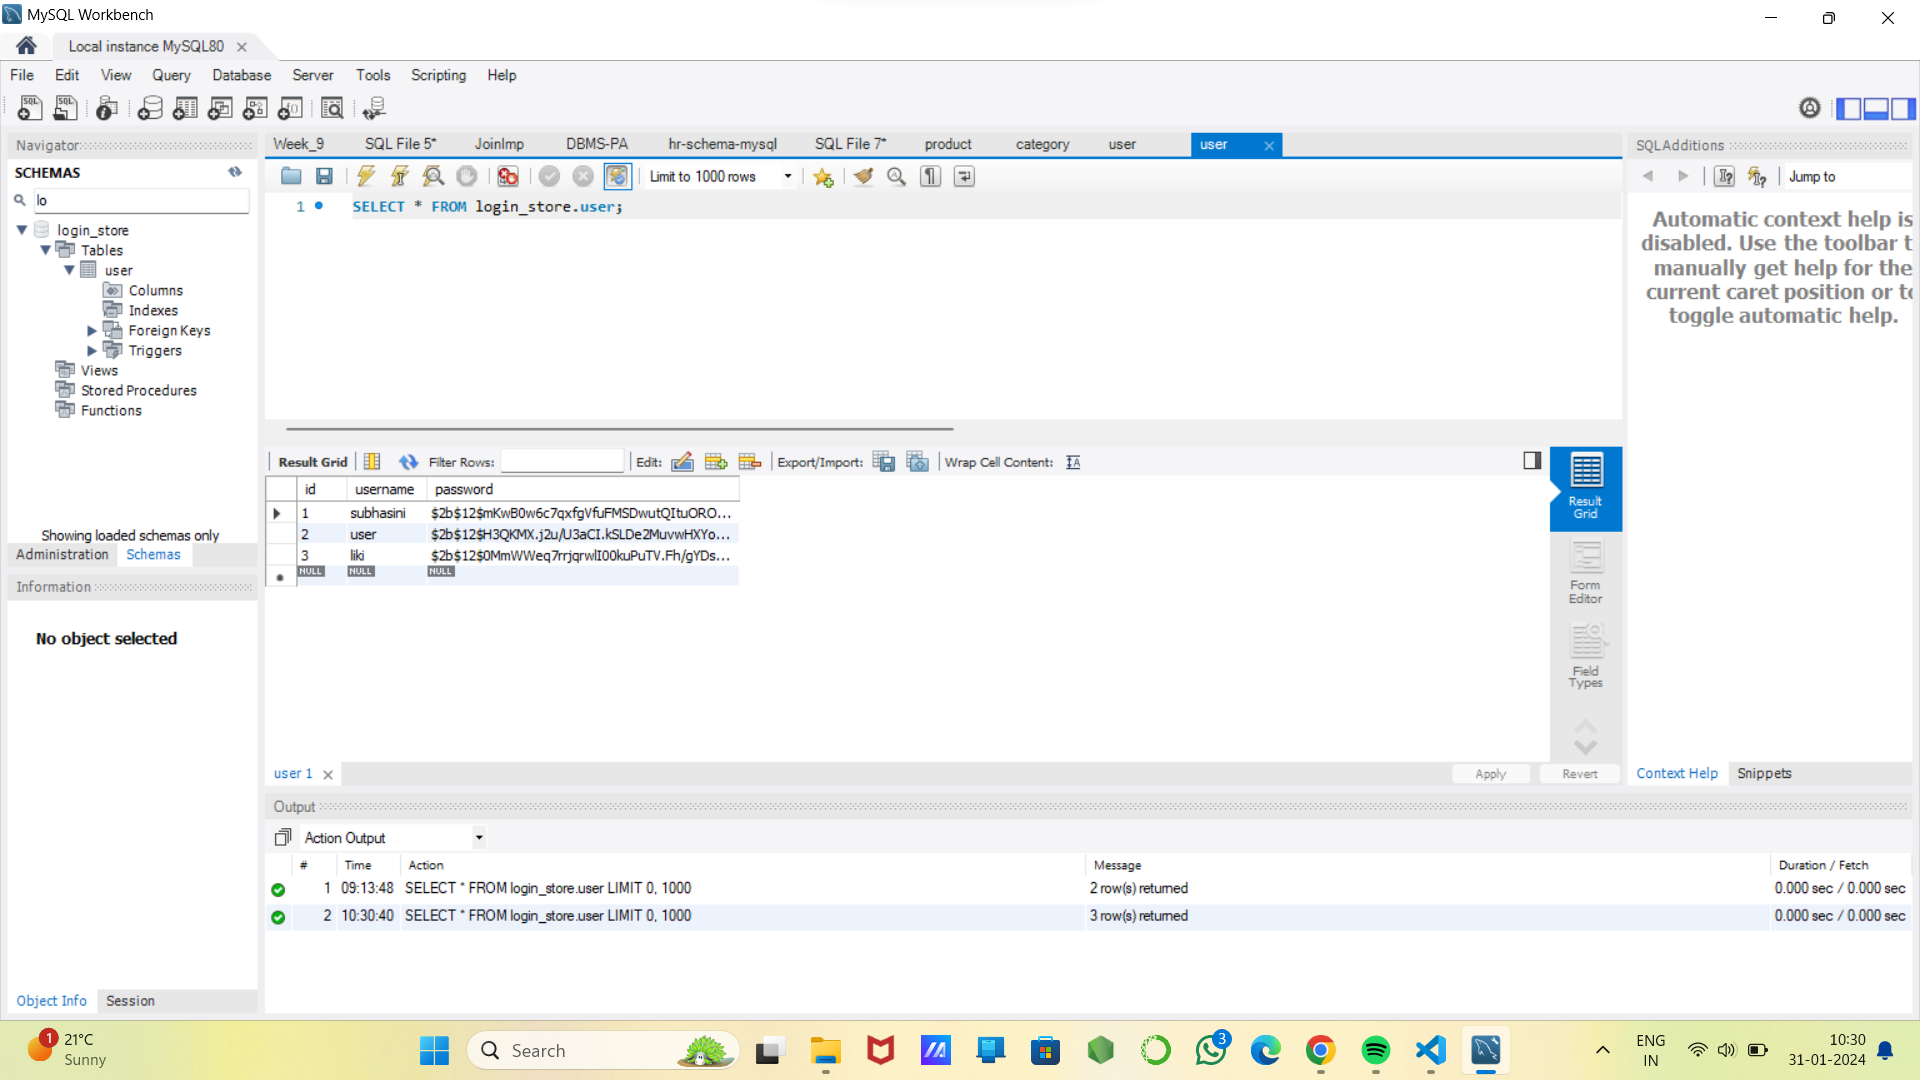 MySQL Workbench
Local instance MySQL80
File Edit View Query Database Server Tools Scripting Help
Navigator
SCHEMAS
lo
login_store
Tables
user
Columns
Indexes
Foreign Keys
Triggers
Views
Stored Procedures
Functions
Showing loaded schemas only
Administration Schemas
Information
No object selected
Object Info Session
Week_9 SQL File 5* JoinImp DBMS-PA hr-schema-mysql SQL File 7* product category user user
Limit to 1000 rows
1 SELECT * FROM login_store.user;
Result Grid Filter Rows: Edit: Export/Import: Wrap Cell Content:
id username password
1 subhasini $2b$12$mKwB0w6c7qxfgVfuFMSDwutQItuORO...
2 user $2b$12$H3QKMX.j2u/U3aCI.kSLDe2MuvwHXYo...
3 liki $2b$12$0MmWWeq7rrjqrwlI00kuPuTV.Fh/gYDs...
NULL NULL NULL
Result Grid
Form Editor
Field Types
user 1
Apply Revert
SQLAdditions
Jump to
Automatic context help is
disabled. Use the toolbar t
manually get help for the
current caret position or to
toggle automatic help.
Context Help Snippets
Output
Action Output
# Time Action Message Duration / Fetch
1 09:13:48 SELECT * FROM login_store.user LIMIT 0, 1000 2 row(s) returned 0.000 sec / 0.000 sec
2 10:30:40 SELECT * FROM login_store.user LIMIT 0, 1000 3 row(s) returned 0.000 sec / 0.000 sec
1
21°C
Sunny
Search
3
ENG
IN
10:30
31-01-2024